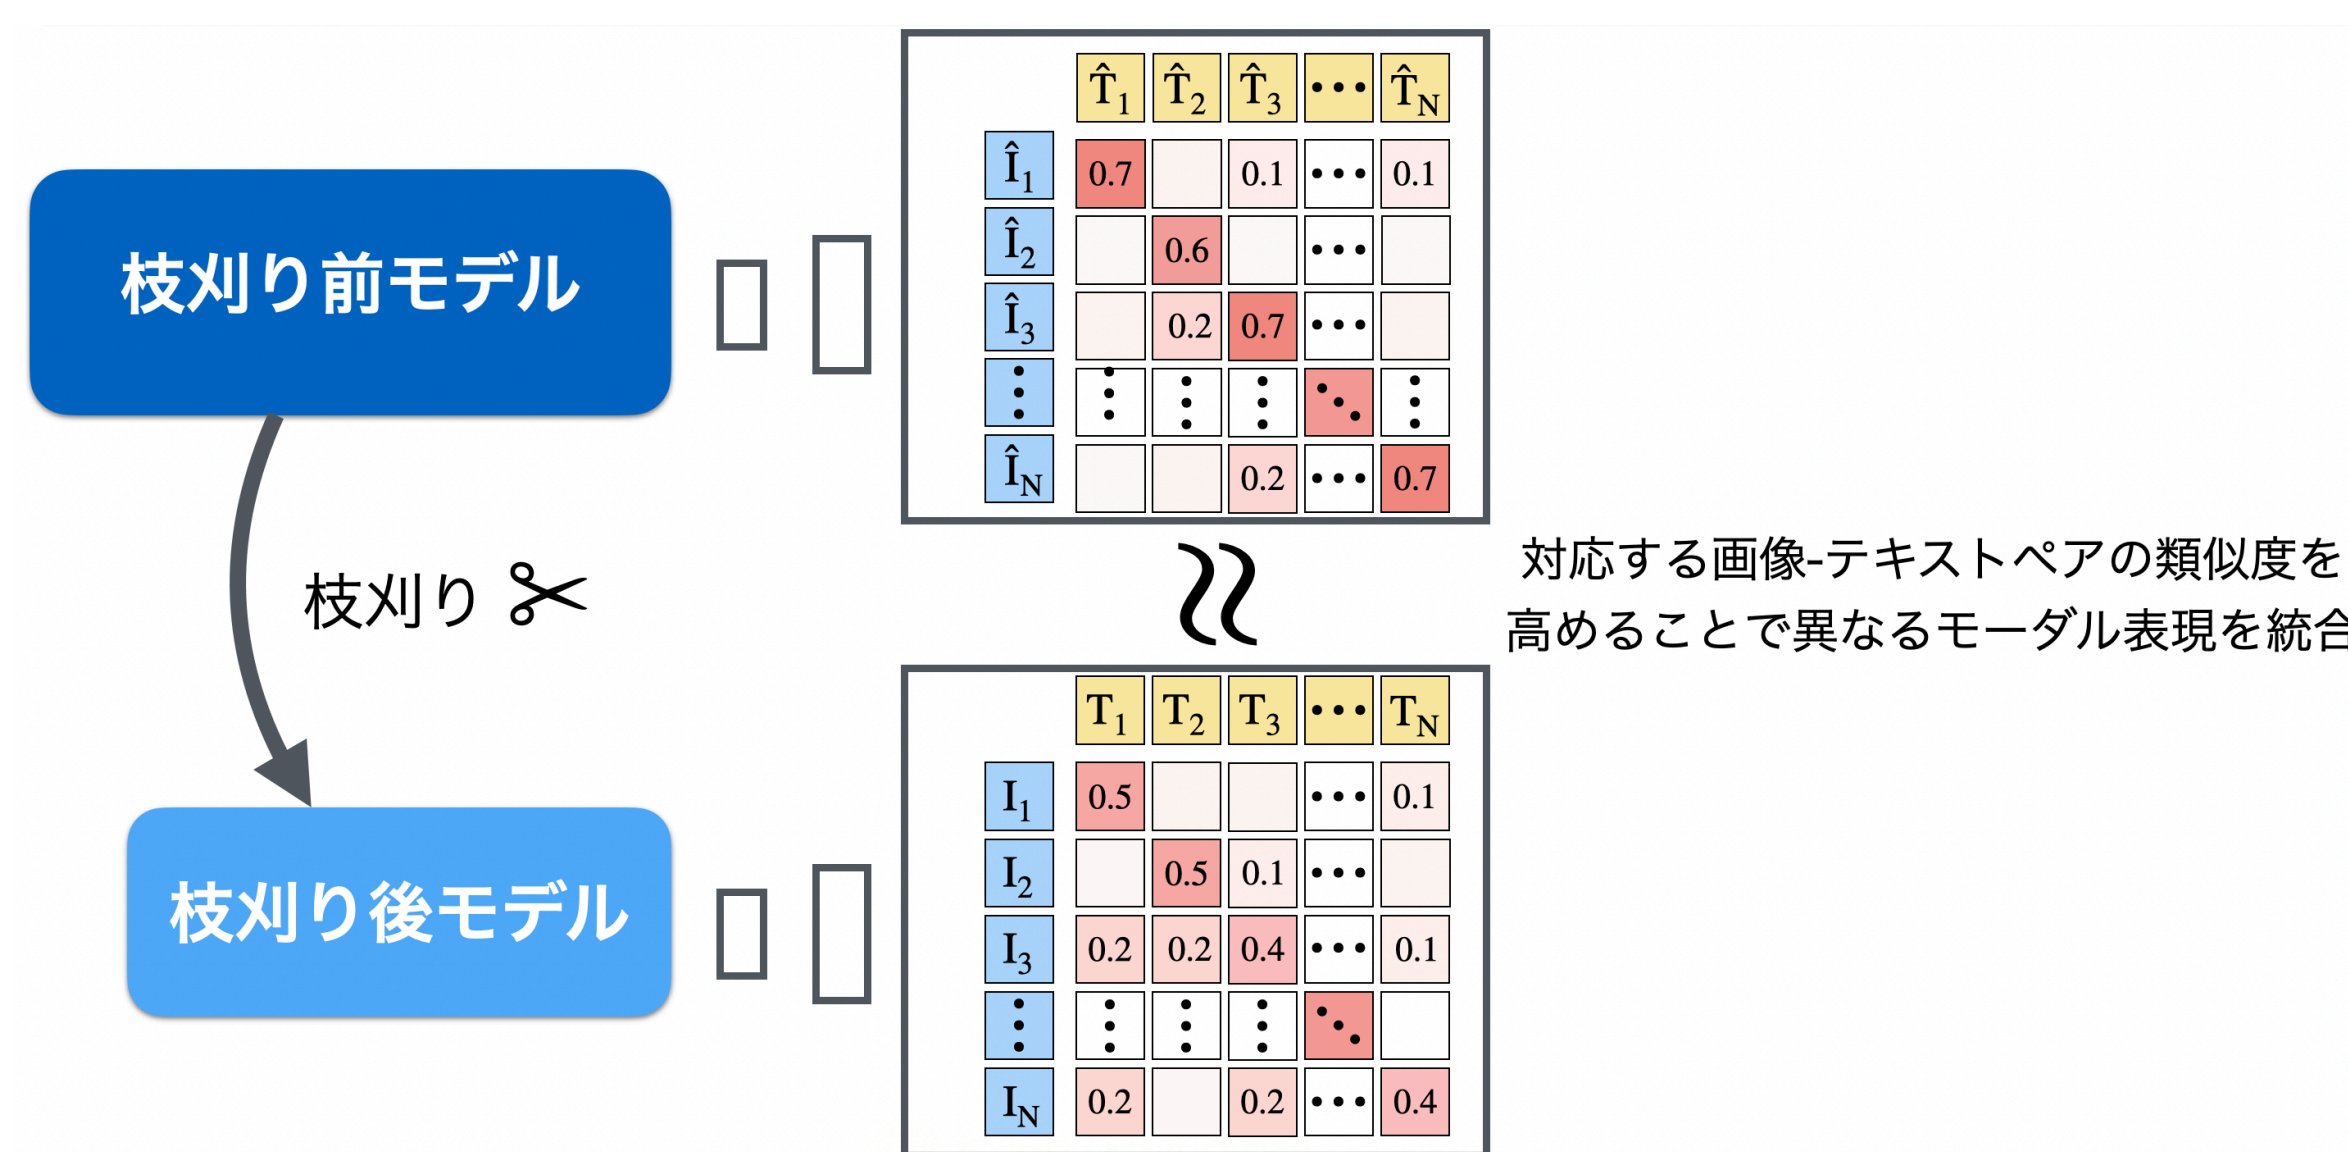 T̂1 T̂2 T̂3 ••• T̂N
Î1 0.7 0.1 ••• 0.1
Î2 0.6 •••
Î3 0.2 0.7 •••
ÎN 0.2 ••• 0.7
枝刈り前モデル
枝刈り
対応する画像-テキストペアの類似度を
高めることで異なるモーダル表現を統合
枝刈り後モデル
T1 T2 T3 ••• TN
I1 0.5 ••• 0.1
I2 0.5 0.1 •••
I3 0.2 0.2 0.4 ••• 0.1
IN 0.2 0.2 ••• 0.4